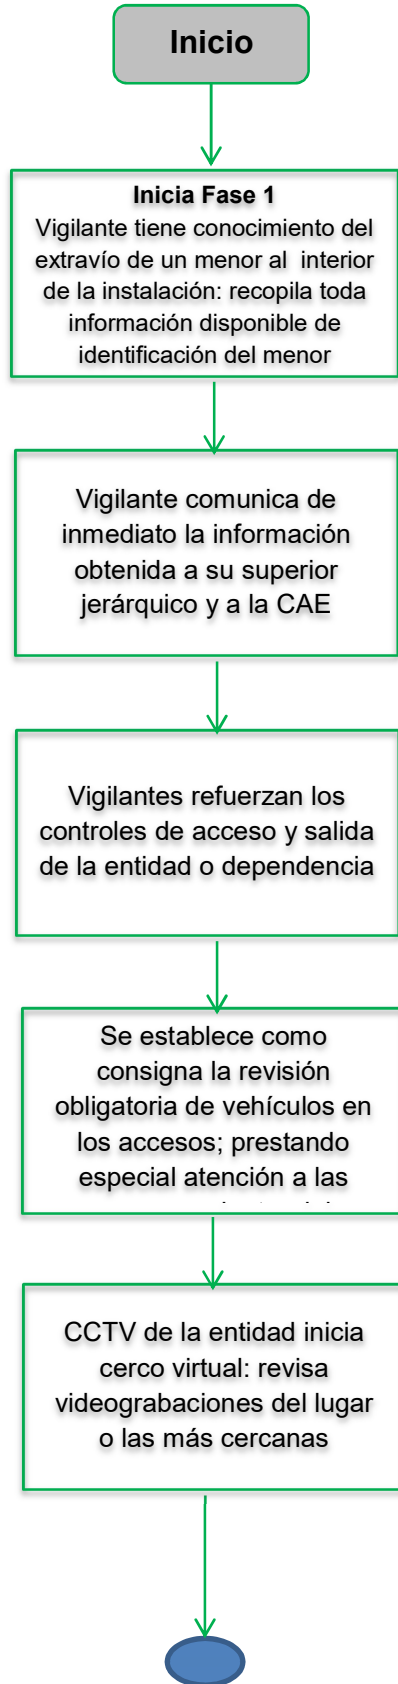 Inicio
Inicia Fase 1
Vigilante tiene conocimiento del
extravío de un menor al interior
de la instalación: recopila toda
información disponible de
identificación del menor
Vigilante comunica de
inmediato la información
obtenida a su superior
jerárquico y a la CAE
Vigilantes refuerzan los
controles de acceso y salida
de la entidad o dependencia
Se establece como
consigna la revisión
obligatoria de vehículos en
los accesos; prestando
especial atención a las
CCTV de la entidad inicia
cerco virtual: revisa
videograbaciones del lugar
o las más cercanas